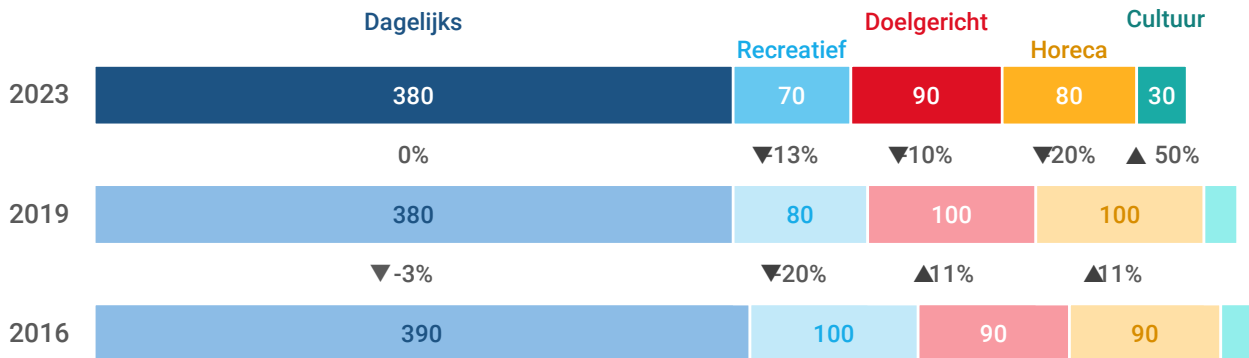 Dagelijks Doelgericht Cultuur
Recreatief Horeca
2023 380 70 90 80 30
0% ▼-13% ▼-10% ▼-20% ▲ 50%
2019 380 80 100 100
▼ -3% ▼-20% ▲11% ▲11%
2016 390 100 90 90